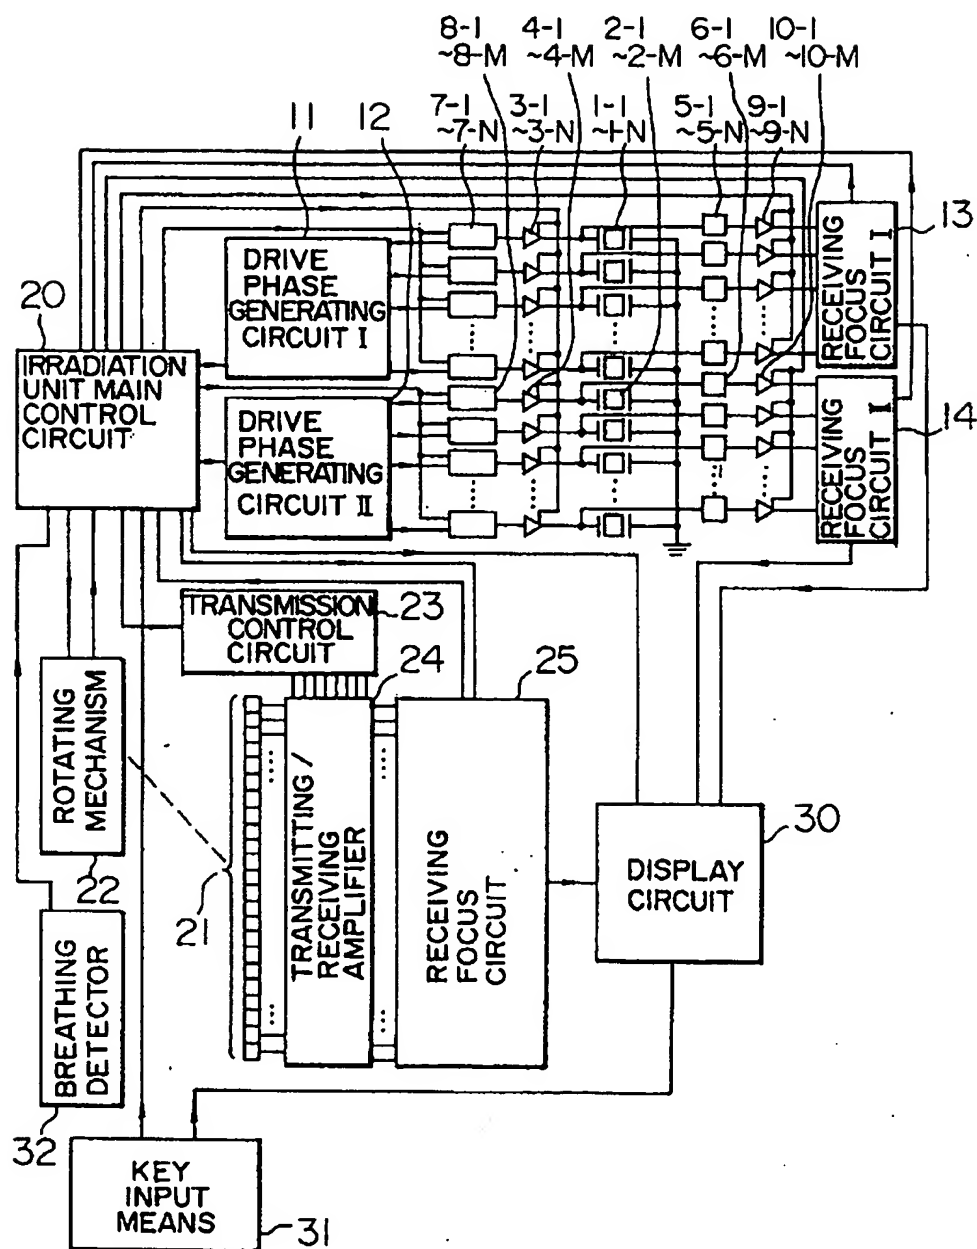 8-1
~8-M
4-1
~4-M
2-1
~2-M
6-1
~6-M
10-1
~10-M
7-1
~7-N
3-1
~3-N
1-1
~1-N
5-1
~5-N
9-1
~9-N
11
12
13
DRIVE
PHASE
GENERATING
CIRCUIT I
RECEIVING
FOCUS
CIRCUIT I
20
IRRADIATION
UNIT MAIN
CONTROL
CIRCUIT
DRIVE
PHASE
GENERATING
CIRCUIT II
RECEIVING
FOCUS
CIRCUIT I
14
TRANSMISSION
CONTROL
CIRCUIT
23
24
25
ROTATING
MECHANISM
22
21
TRANSMITTING /
RECEIVING
AMPLIFIER
RECEIVING
FOCUS
CIRCUIT
30
DISPLAY
CIRCUIT
BREATHING
DETECTOR
32
KEY
INPUT
MEANS
31